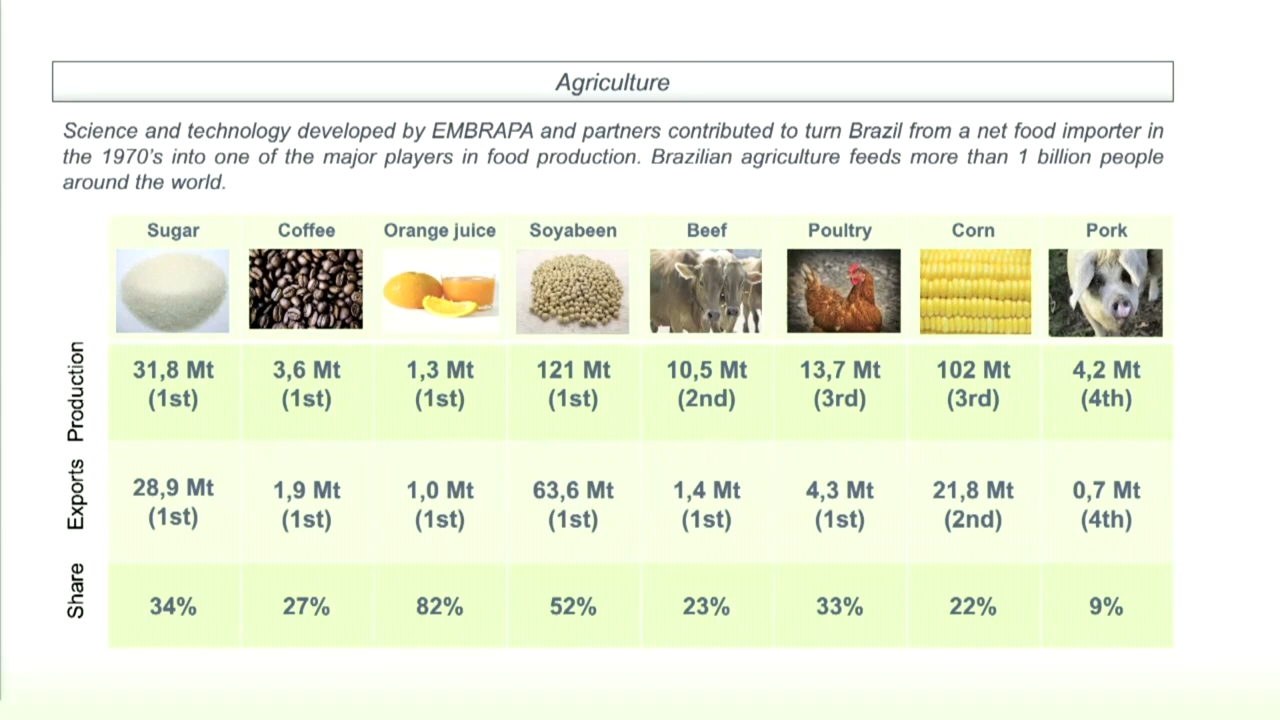 Agriculture
Science and technology developed by EMBRAPA and partners contributed to turn Brazil from a net food importer in
the 1970's into one of the major players in food production. Brazilian agriculture feeds more than 1 billion people
around the world.
Sugar Coffee Orange juice Soyabeen Beef Poultry Corn Pork
Production
31,8 Mt 3,6 Mt 1,3 Mt 121 Mt 10,5 Mt 13,7 Mt 102 Mt 4,2 Mt
(1st) (1st) (1st) (1st) (2nd) (3rd) (3rd) (4th)
Exports
28,9 Mt 1,9 Mt 1,0 Mt 63,6 Mt 1,4 Mt 4,3 Mt 21,8 Mt 0,7 Mt
(1st) (1st) (1st) (1st) (1st) (1st) (2nd) (4th)
Share
34% 27% 82% 52% 23% 33% 22% 9%